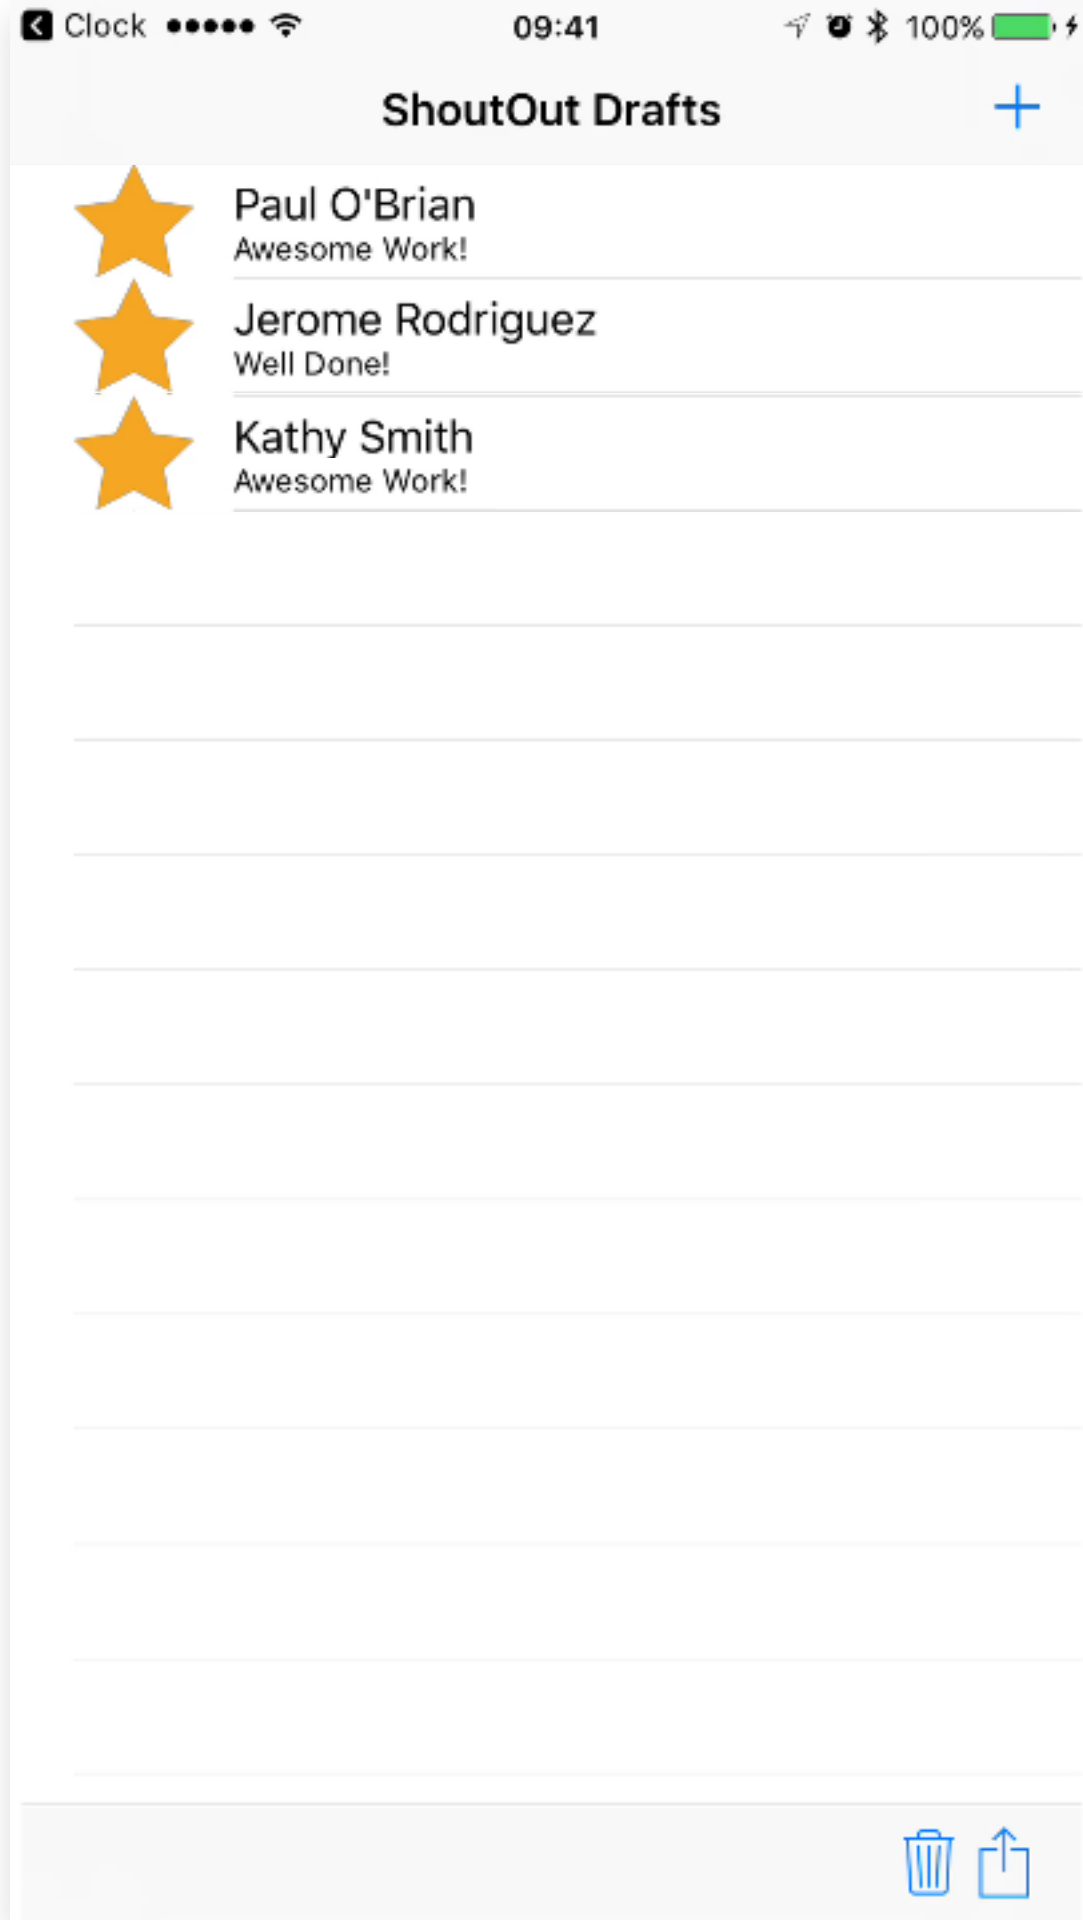 Clock 09:41 100%
ShoutOut Drafts
Paul O'Brian
Awesome Work!
Jerome Rodriguez
Well Done!
Kathy Smith
Awesome Work!